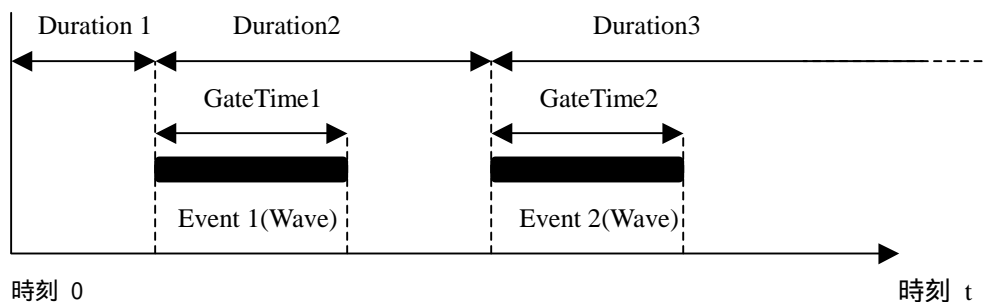 Duration 1 Duration2 Duration3
GateTime1 GateTime2
Event 1(Wave) Event 2(Wave)
時刻 0 時刻 t